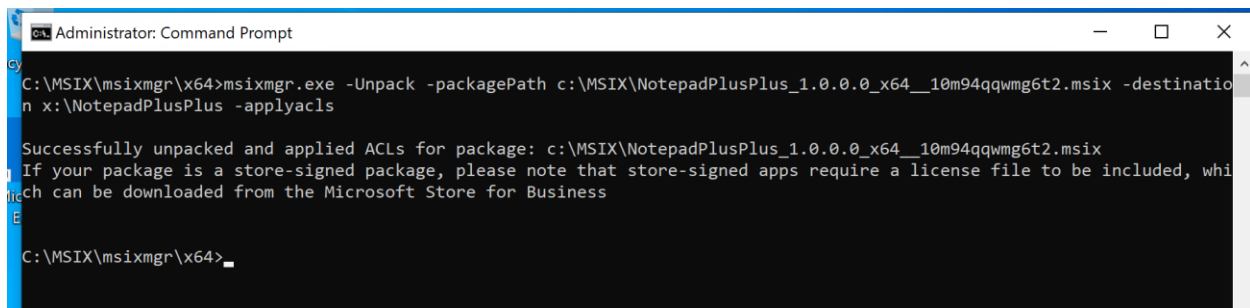 Administrator: Command Prompt
C:\MSIX\msixmgr\x64>msixmgr.exe -Unpack -packagePath c:\MSIX\NotepadPlusPlus_1.0.0.0_x64__10m94qqwmg6t2.msix -destinatio
n x:\NotepadPlusPlus -applyacls
Successfully unpacked and applied ACLs for package: c:\MSIX\NotepadPlusPlus_1.0.0.0_x64__10m94qqwmg6t2.msix
If your package is a store-signed package, please note that store-signed apps require a license file to be included, whi
ch can be downloaded from the Microsoft Store for Business
C:\MSIX\msixmgr\x64>